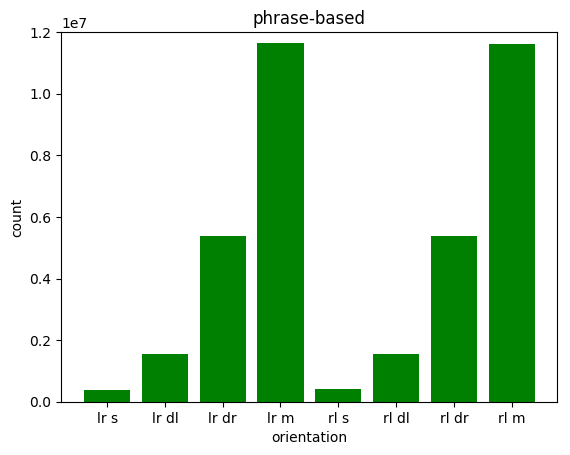 phrase-based
1e7
1.2
1.0
0.8
0.6
0.4
0.2
0.0
count
lr s lr dl lr dr lr m rl s rl dl rl dr rl m
orientation